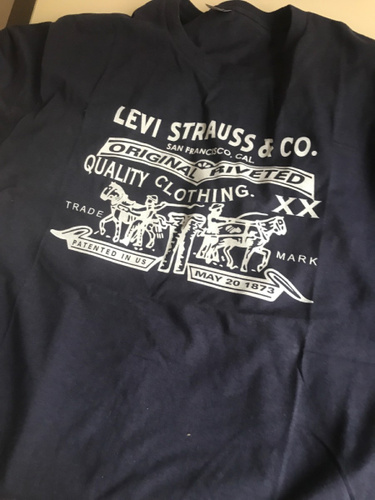 LEVI STRAUSS & CO.
SAN FRANCISCO, CAL
ORIGINAL RIVETED
QUALITY CLOTHING.
XX
TRADE MARK
PATENTED IN US
MAY 20 1873